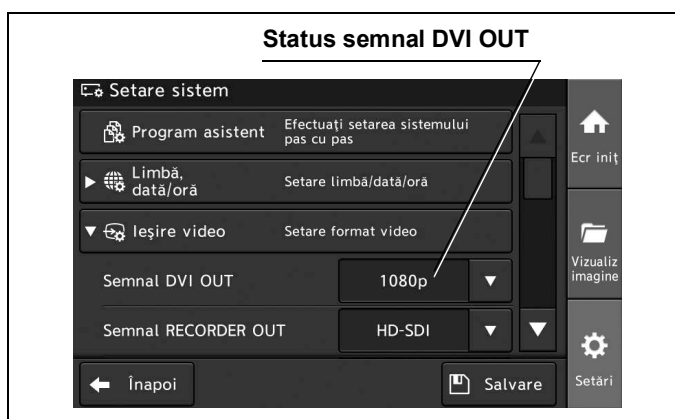 Status semnal DVI OUT
Setare sistem
Program asistent
Efectuați setarea sistemului
pas cu pas
Limbă,
dată/oră
Setare limbă/dată/oră
Ieșire video
Setare format video
Semnal DVI OUT
1080p
Semnal RECORDER OUT
HD-SDI
Înapoi
Salvare
Ecr iniț
Vizualiz
imagine
Setări